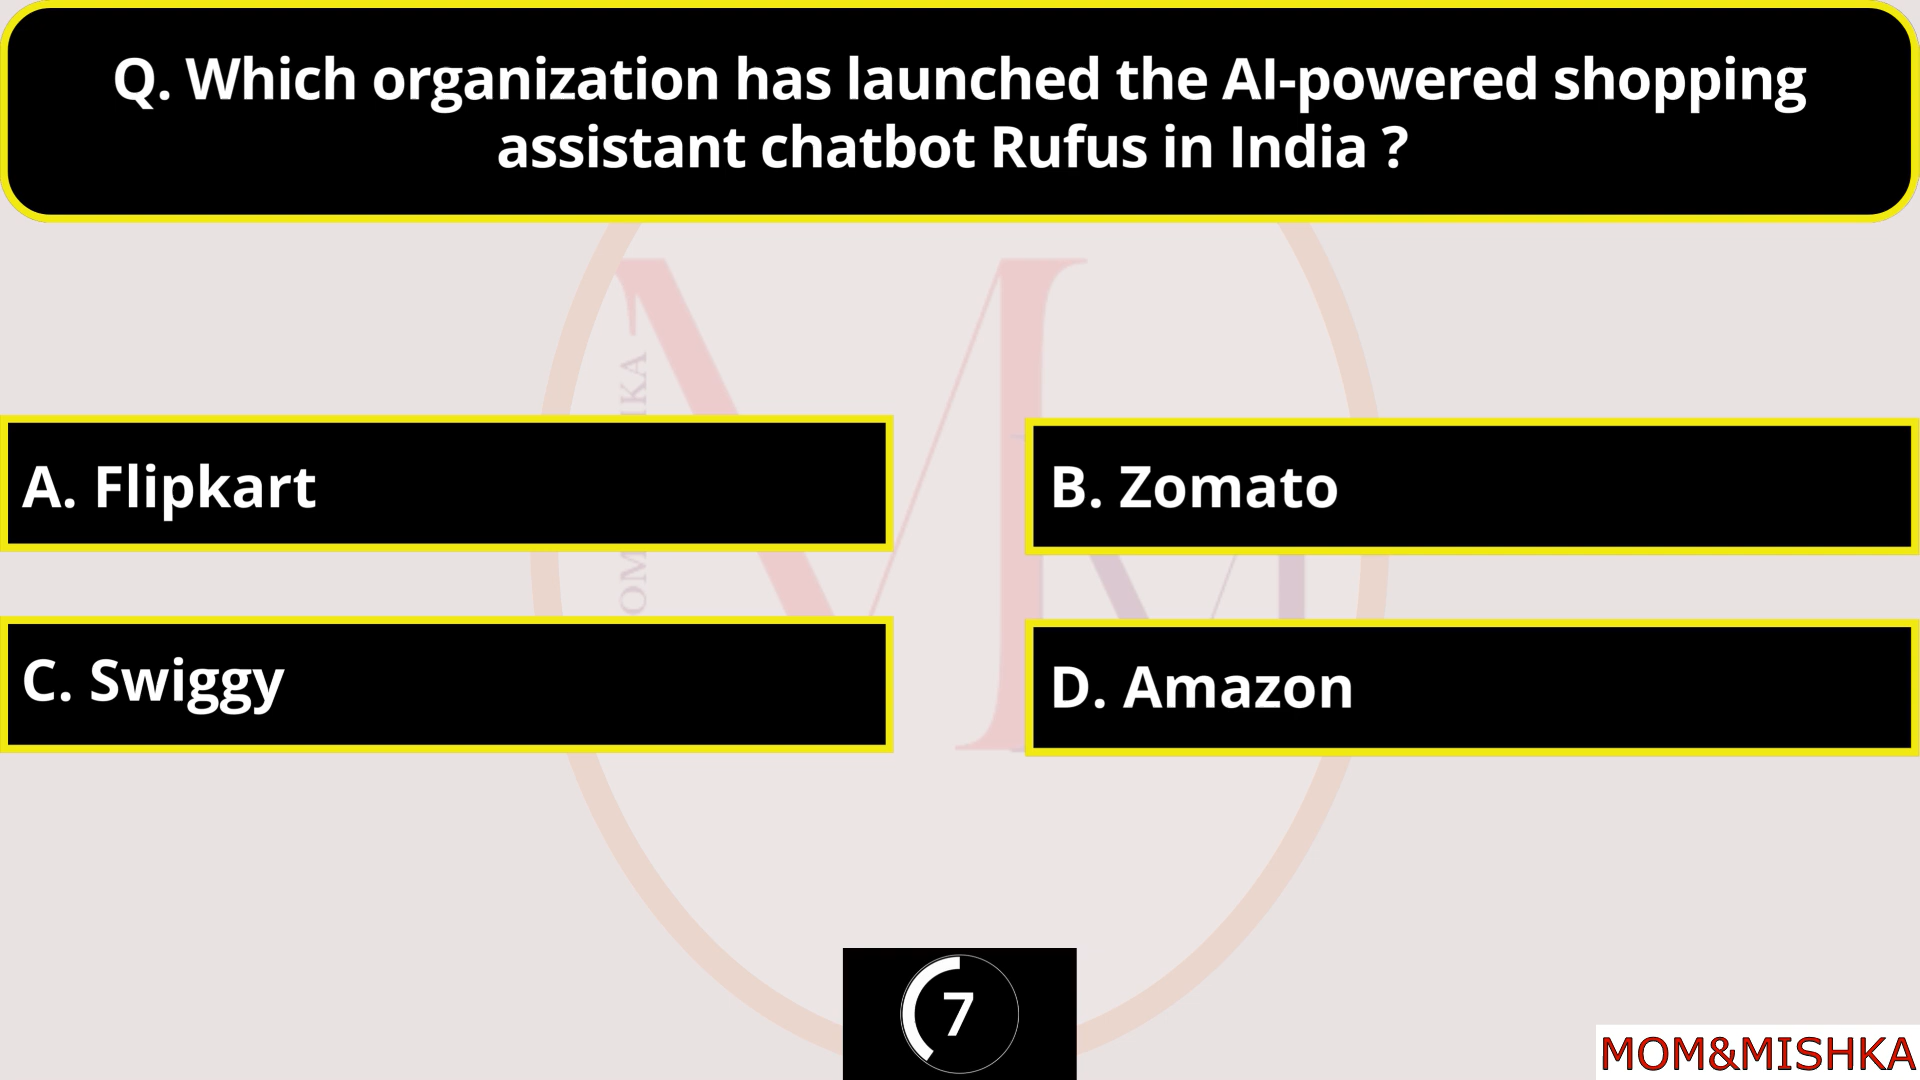 Q. Which organization has launched the AI-powered shopping
assistant chatbot Rufus in India ?
A. Flipkart
B. Zomato
C. Swiggy
D. Amazon
7
MOM&MISHKA